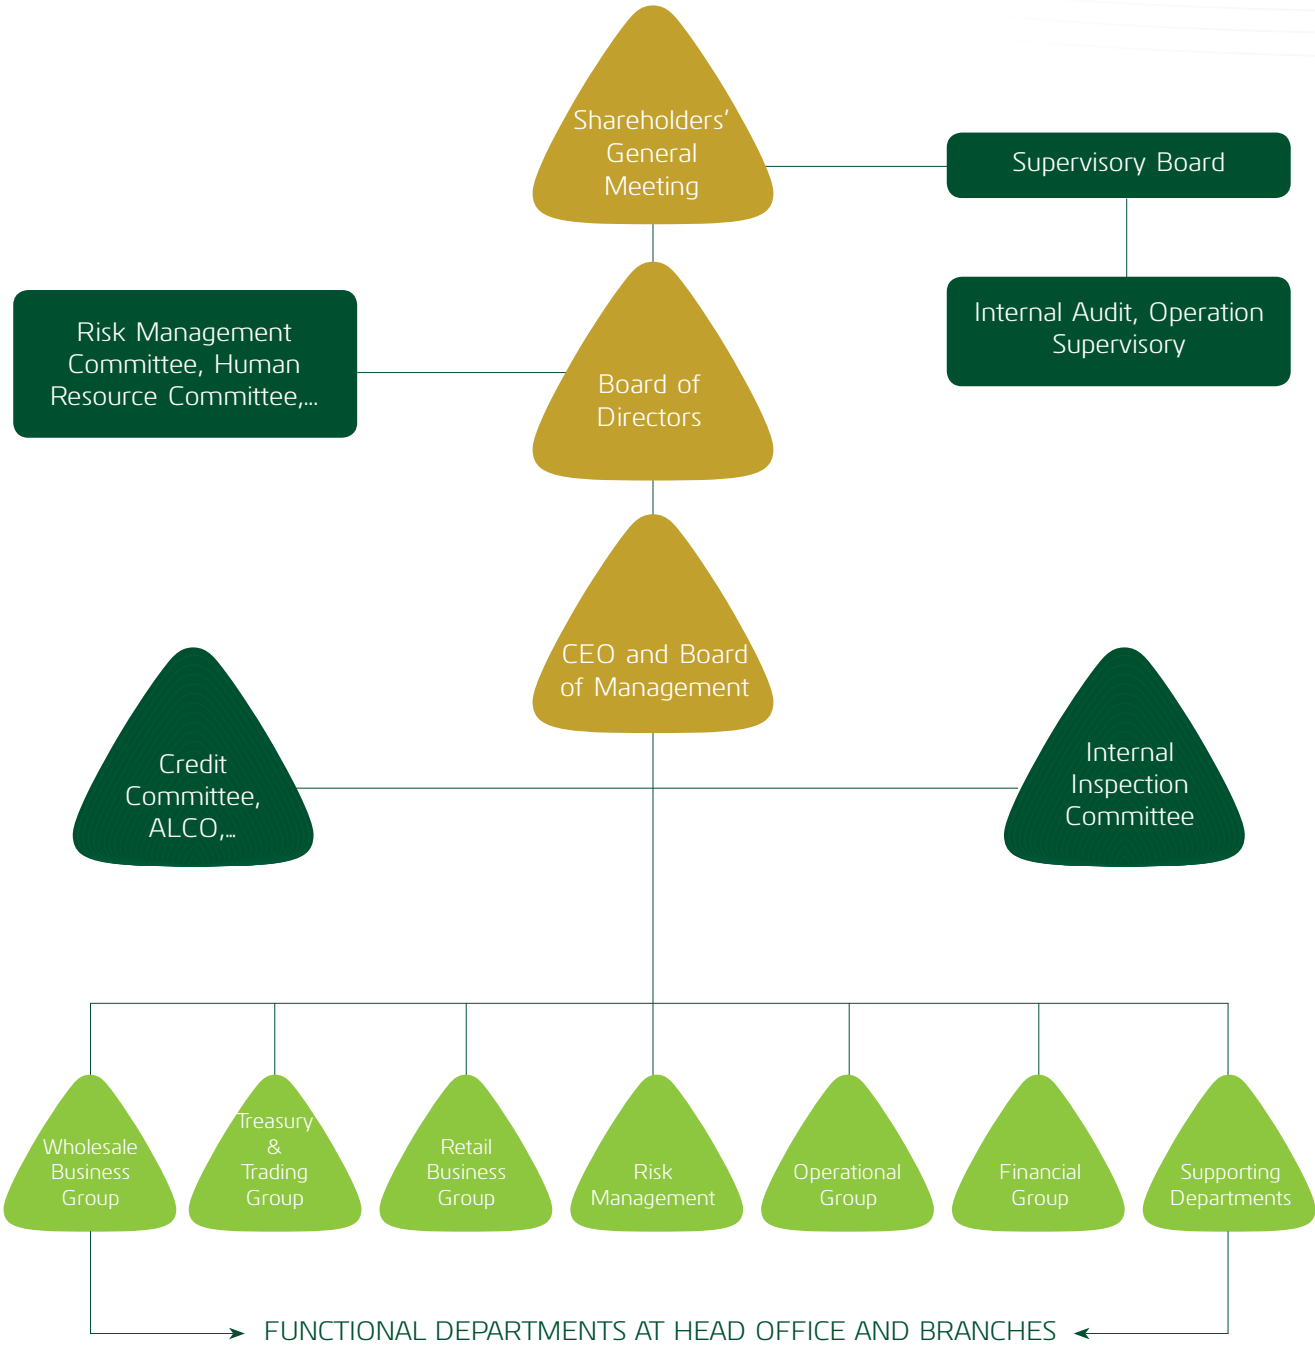 Shareholders'
General
Meeting
Supervisory Board
Internal Audit, Operation
Supervisory
Risk Management
Committee, Human
Resource Committee,...
Board of
Directors
CEO and Board
of Management
Credit
Committee,
ALCO,...
Internal
Inspection
Committee
Wholesale
Business
Group
Treasury
&
Trading
Group
Retail
Business
Group
Risk
Management
Operational
Group
Financial
Group
Supporting
Departments
FUNCTIONAL DEPARTMENTS AT HEAD OFFICE AND BRANCHES